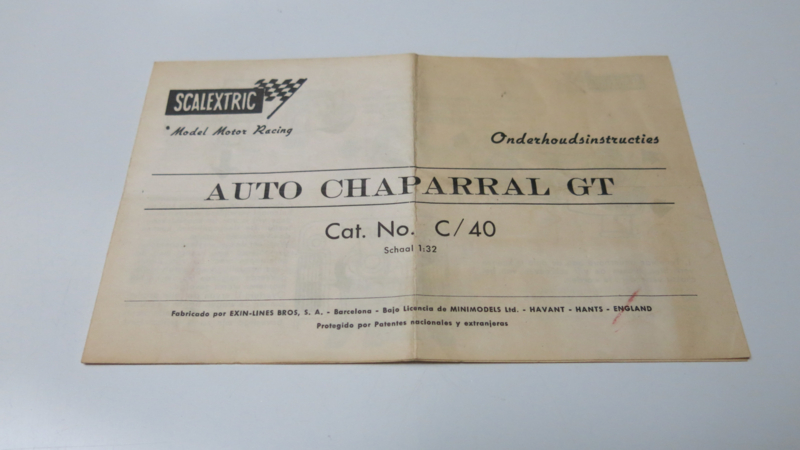 SCALEXTRIC
"Model Motor Racing
Onderhoudsinstructies
AUTO CHAPARRAL GT
Cat. No. C/40
Schaal 1:32
Fabricado por EXIN-LINES BROS, S. A. - Barcelona - Bajo Licencia de MINIMODELS Ltd. - HAVANT - HANTS - ENGLAND
Protegido por Patentes nacionales y extranjeras